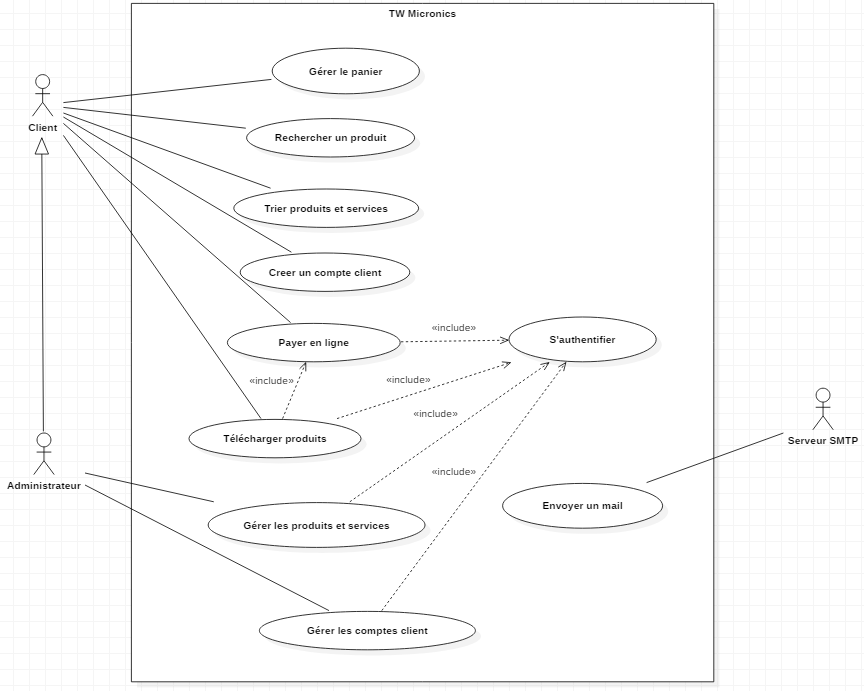 TW Micronics
Gérer le panier
Client
Rechercher un produit
Trier produits et services
Creer un compte client
Payer en ligne
«include»
S'authentifier
«include»
«include»
«include»
Télécharger produits
Serveur SMTP
«include»
Administrateur
Envoyer un mail
Gérer les produits et services
Gérer les comptes client